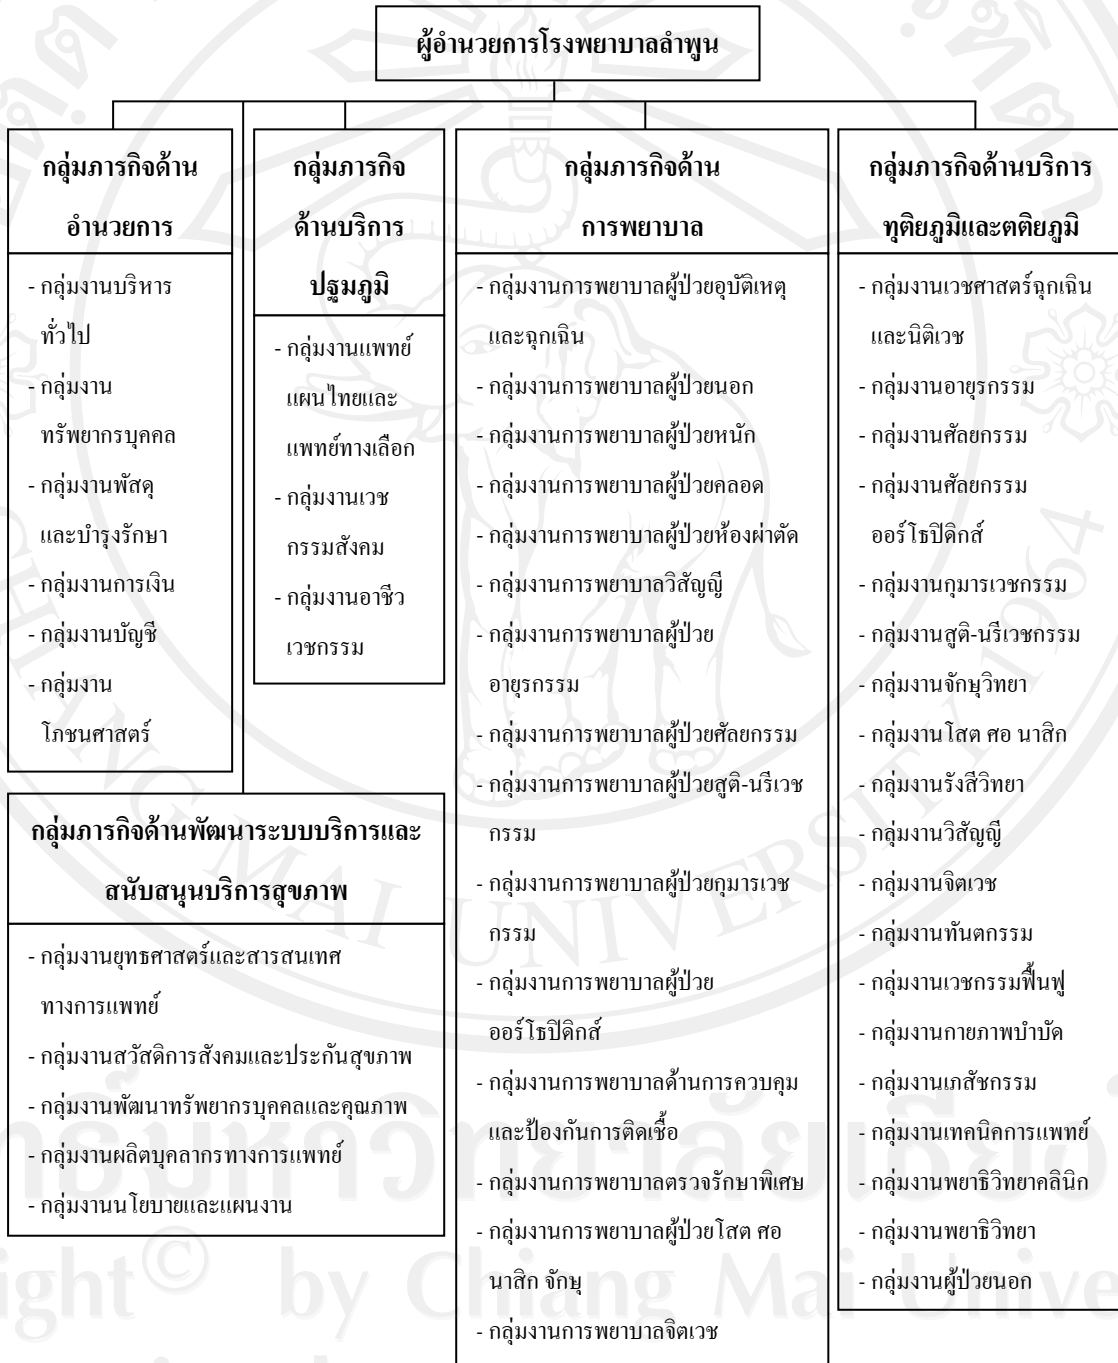 ผู้อำนวยการโรงพยาบาลลำพูน
กลุ่มภารกิจด้าน
อำนวยการ
- กลุ่มงานบริหาร
ทั่วไป
- กลุ่มงาน
ทรัพยากรบุคคล
- กลุ่มงานพัสดุ
และบำรุงรักษา
- กลุ่มงานการเงิน
- กลุ่มงานบัญชี
- กลุ่มงาน
โภชนศาสตร์
กลุ่มภารกิจ
ด้านบริการ
ปฐมภูมิ
- กลุ่มงานแพทย์
แผนไทยและ
แพทย์ทางเลือก
- กลุ่มงานเวช
กรรมสังคม
- กลุ่มงานอาชีว
เวชกรรม
กลุ่มภารกิจด้าน
การพยาบาล
- กลุ่มงานการพยาบาลผู้ป่วยอุบัติเหตุ
และฉุกเฉิน
- กลุ่มงานการพยาบาลผู้ป่วยนอก
- กลุ่มงานการพยาบาลผู้ป่วยหนัก
- กลุ่มงานการพยาบาลผู้ป่วยคลอด
- กลุ่มงานการพยาบาลผู้ป่วยห้องผ่าตัด
- กลุ่มงานการพยาบาลวิสัญญี
- กลุ่มงานการพยาบาลผู้ป่วย
อายุรกรรม
- กลุ่มงานการพยาบาลผู้ป่วยศัลยกรรม
- กลุ่มงานการพยาบาลผู้ป่วยสูติ-นรีเวช
กรรม
- กลุ่มงานการพยาบาลผู้ป่วยกุมารเวช
กรรม
- กลุ่มงานการพยาบาลผู้ป่วย
ออร์โธปิดิกส์
- กลุ่มงานการพยาบาลด้านการควบคุม
และป้องกันการติดเชื้อ
- กลุ่มงานการพยาบาลตรวจรักษาพิเศษ
- กลุ่มงานการพยาบาลผู้ป่วยโสต ศอ
นาสิก จักษุ
- กลุ่มงานการพยาบาลจิตเวช
กลุ่มภารกิจด้านบริการ
ทุติยภูมิและตติยภูมิ
- กลุ่มงานเวชศาสตร์ฉุกเฉิน
และนิติเวช
- กลุ่มงานอายุรกรรม
- กลุ่มงานศัลยกรรม
- กลุ่มงานศัลยกรรม
ออร์โธปิดิกส์
- กลุ่มงานกุมารเวชกรรม
- กลุ่มงานสูติ-นรีเวชกรรม
- กลุ่มงานจักษุวิทยา
- กลุ่มงานโสต ศอ นาสิก
- กลุ่มงานรังสีวิทยา
- กลุ่มงานวิสัญญี
- กลุ่มงานจิตเวช
- กลุ่มงานทันตกรรม
- กลุ่มงานเวชกรรมฟื้นฟู
- กลุ่มงานกายภาพบำบัด
- กลุ่มงานเภสัชกรรม
- กลุ่มงานเทคนิคการแพทย์
- กลุ่มงานพยาธิวิทยาคลินิก
- กลุ่มงานพยาธิวิทยา
- กลุ่มงานผู้ป่วยนอก
กลุ่มภารกิจด้านพัฒนาระบบบริการและ
สนับสนุนบริการสุขภาพ
- กลุ่มงานยุทธศาสตร์และสารสนเทศ
ทางการแพทย์
- กลุ่มงานสวัสดิการสังคมและประกันสุขภาพ
- กลุ่มงานพัฒนาทรัพยากรบุคคลและคุณภาพ
- กลุ่มงานผลิตบุคลากรทางการแพทย์
- กลุ่มงานนโยบายและแผนงาน
CHIANG MAI UNIVERSITY 1964
© by Chiang Mai